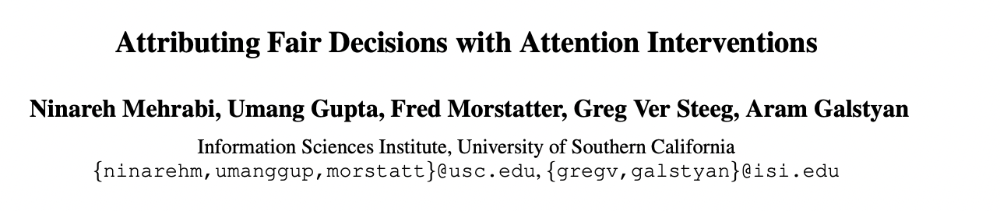 Attributing Fair Decisions with Attention Interventions
Ninareh Mehrabi, Umang Gupta, Fred Morstatter, Greg Ver Steeg, Aram Galstyan
Information Sciences Institute, University of Southern California
{ninarehm,umanggup,morstatt}@usc.edu, {gregv,galstyan}@isi.edu